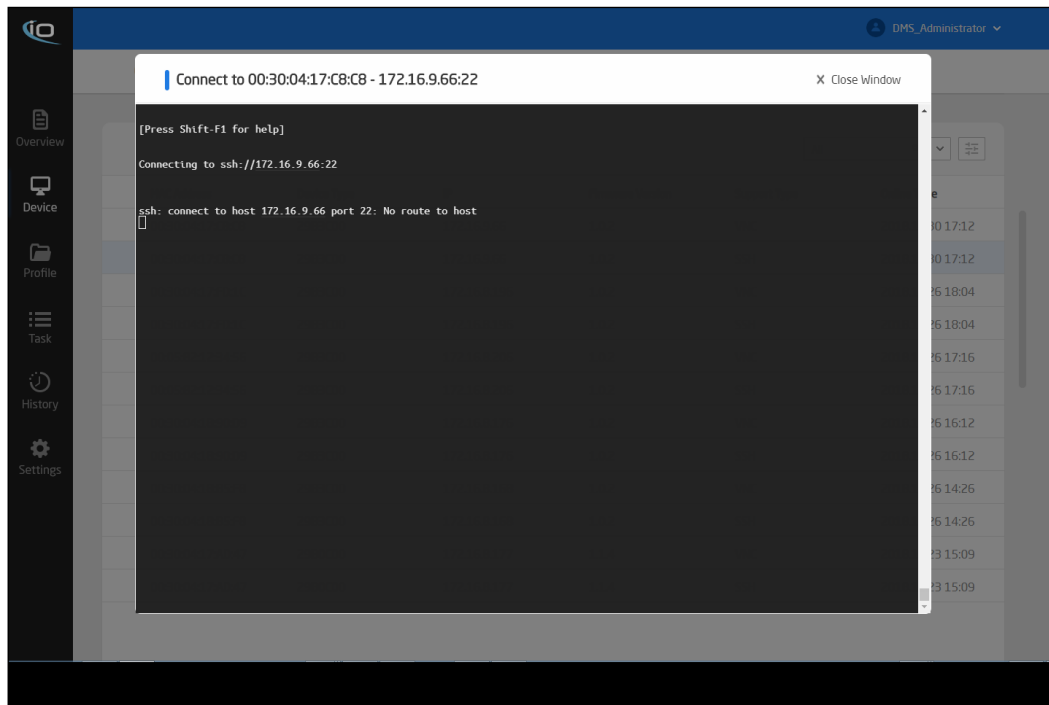 iO
DMS_Administrator
Connect to 00:30:04:17:C8:C8 - 172.16.9.66:22
X Close Window
Overview
Device
Profile
Task
History
Settings
[Press Shift-F1 for help]
Connecting to ssh://172.16.9.66:22
ssh: connect to host 172.16.9.66 port 22: No route to host
e
30 17:12
30 17:12
26 18:04
26 18:04
26 17:16
26 17:16
26 16:12
26 16:12
26 14:26
26 14:26
23 15:09
23 15:09